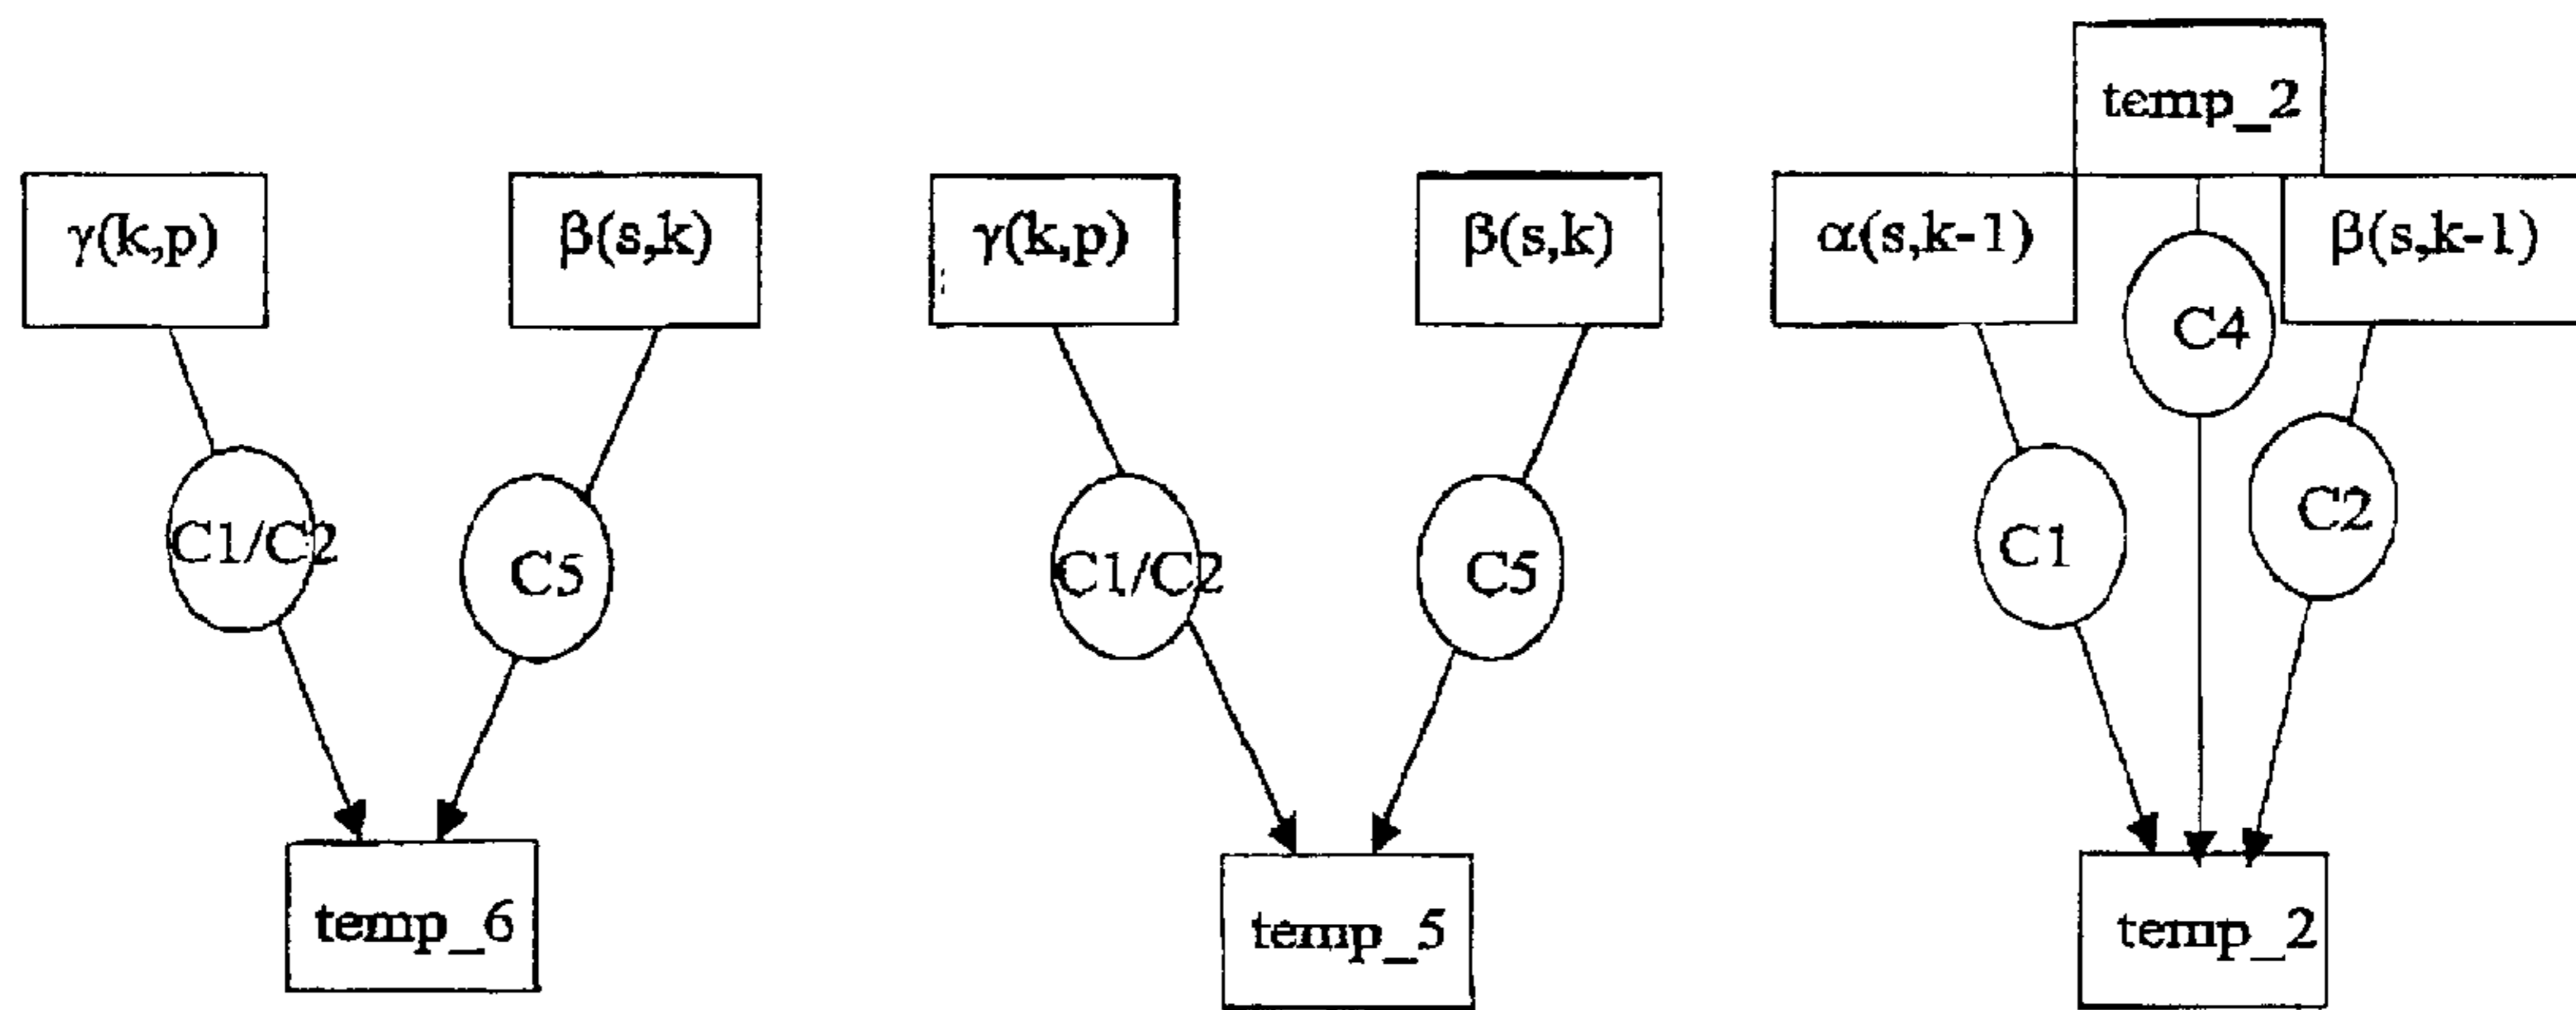 temp_2
γ(k,p)
β(s,k)
γ(k,p)
β(s,k)
α(s,k-1)
β(s,k-1)
C4
C1/C2
C5
C1/C2
C5
C1
C2
temp_6
temp_5
temp_2